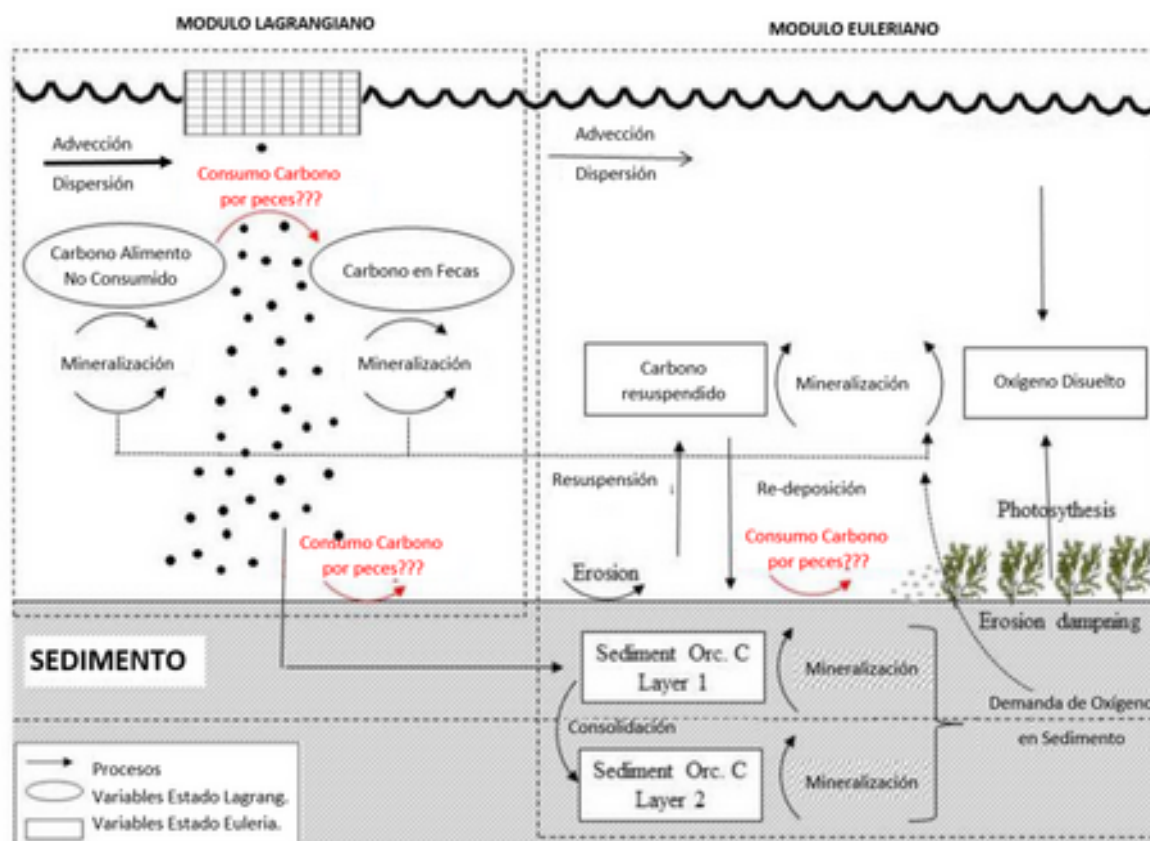 MODULO LAGRANGIANO
MODULO EULERIANO
Advección
Dispersión
Consumo Carbono
por peces???
Advección
Dispersión
Carbono Alimento
No Consumido
Carbono en Fecas
Mineralización
Mineralización
Carbono
resuspendido
Mineralización
Oxígeno Disuelto
Resuspensión
Re-deposición
Photosythesis
Consumo Carbono
por peces???
Consumo Carbono
por peces???
Erosion
Erosion dampning
SEDIMENTO
Sediment Orc. C
Layer 1
Mineralización
Demanda de Oxígeno
en Sedimento
Consolidación
Sediment Orc. C
Layer 2
Mineralización
Procesos
Variables Estado Lagrang.
Variables Estado Euleria.